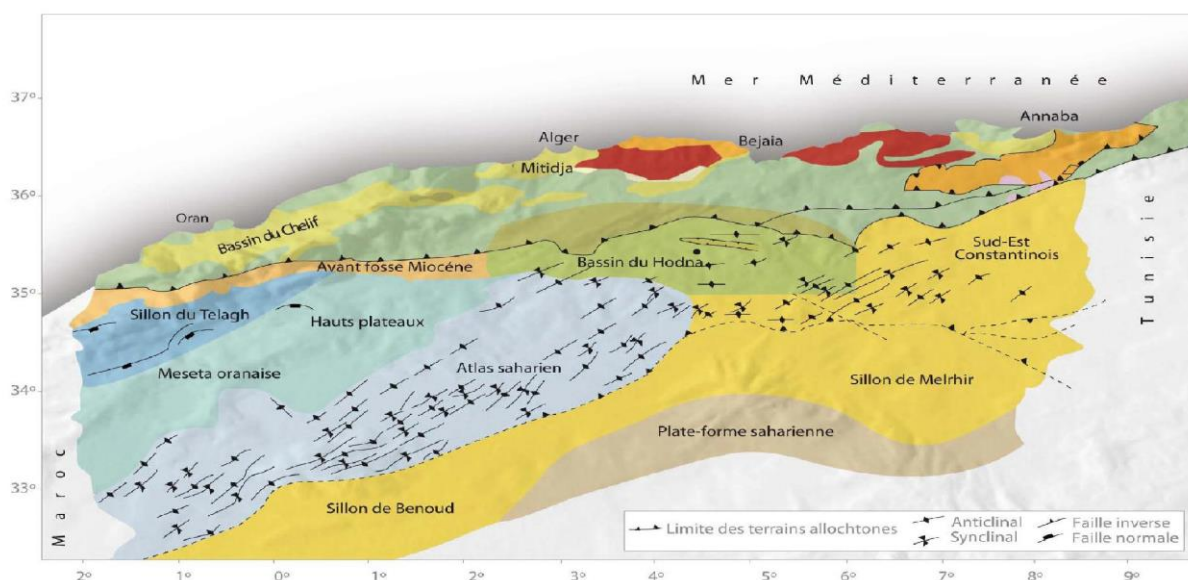 Mer Méditerranée
37°
Annaba
Alger
Bejaia
Mitidja
36°
Oran
Bassin du Chelif
Sud-Est
Constantinois
Bassin du Hodna
Avant fosse Miocéne
35°
Sillon du Telagh
Hauts plateaux
Tunisie
Meseta oranaise
Atlas saharien
Sillon de Melrhir
34°
Plate-forme saharienne
Maroc
33°
Sillon de Benoud
Limite des terrains allochtones
Anticlinal
Synclinal
Faille inverse
Faille normale
2° 1° 0° 1° 2° 3° 4° 5° 6° 7° 8° 9°